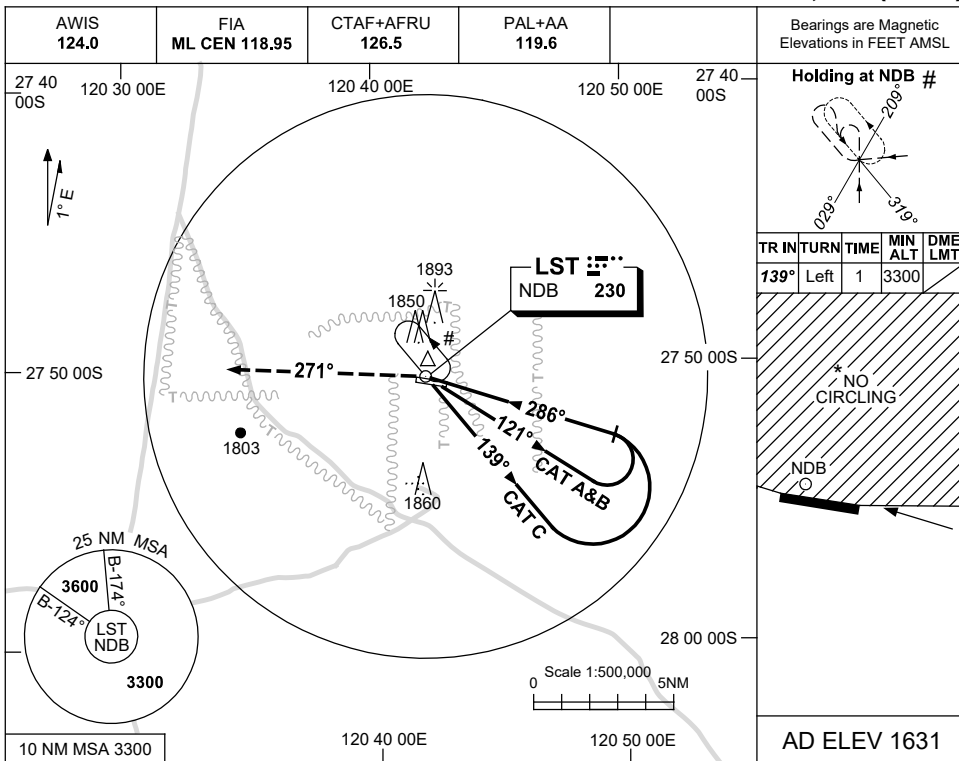 AWIS
124.0
FIA
ML CEN 118.95
CTAF+AFRU
126.5
PAL+AA
119.6
Bearings are Magnetic
Elevations in FEET AMSL
27 40
00S
120 30 00E
120 40 00E
120 50 00E
27 40
00S
1° E
Holding at NDB #
209°
029°
319°
TR IN TURN TIME MIN ALT DME LMT
139° Left 1 3300
1893
1850
LST
NDB 230
#
27 50 00S
27 50 00S
271°
286°
121°
CAT A&B
139°
CAT C
1803
1860
T
T
T
T
T
T
T
* NO
CIRCLING
NDB
25 NM MSA
3600
B-174°
B-124°
LST
NDB
3300
28 00 00S
Scale 1:500,000
0 5NM
10 NM MSA 3300
120 40 00E
120 50 00E
AD ELEV 1631